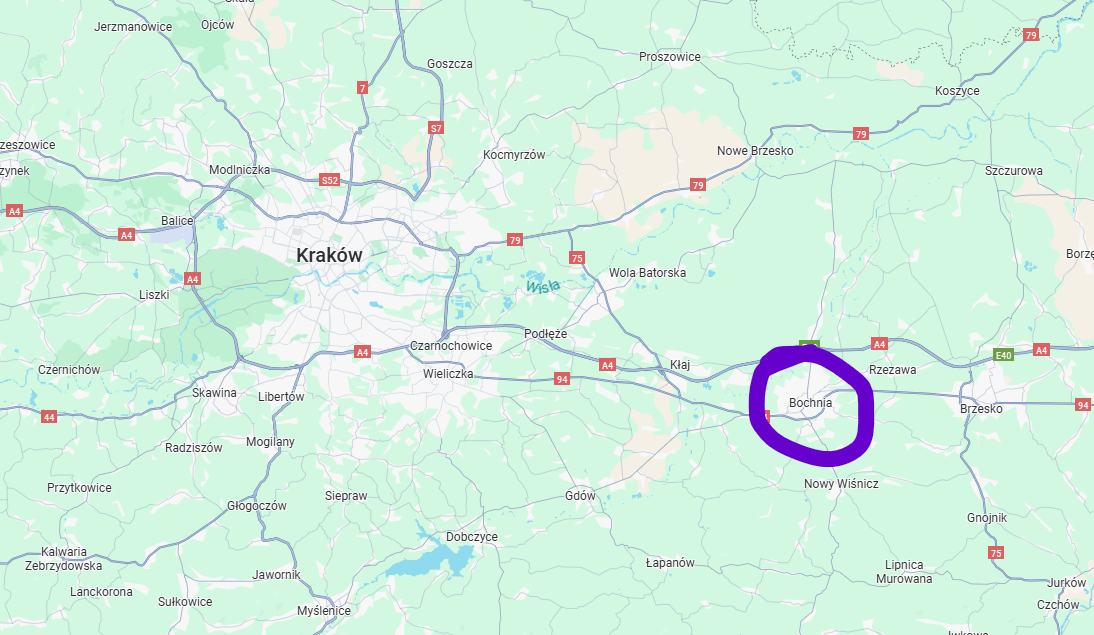 Jerzmanowice
Ojców
Skała
79
Proszowice
Goszcza
7
Koszyce
S7
79
zeszowice
Kocmyrzów
Nowe Brzesko
zynek
Modlniczka
S52
79
Szczurowa
A4
Balice
A4
79
Kraków
75
Borzę
Wola Batorska
A4
Wisła
Liszki
Podłęże
Czarnochowice
A4
A4
A4
E40
A4
Kłaj
Czernichów
Wieliczka
94
Rzezawa
Skawina
Libertów
Bochnia
Brzesko
94
44
Mogilany
Radziszów
Przytkowice
Siepraw
Gdów
Nowy Wiśnicz
Głogoczów
Gnojnik
Dobczyce
75
Kalwaria
Zebrzydowska
Łapanów
Lipnica
Murowana
Jawornik
Jurków
Lanckorona
Sułkowice
Myślenice
Czchów